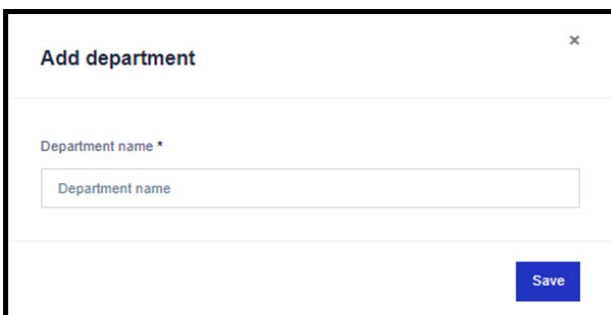 ×
Add department
Department name *
Department name
Save